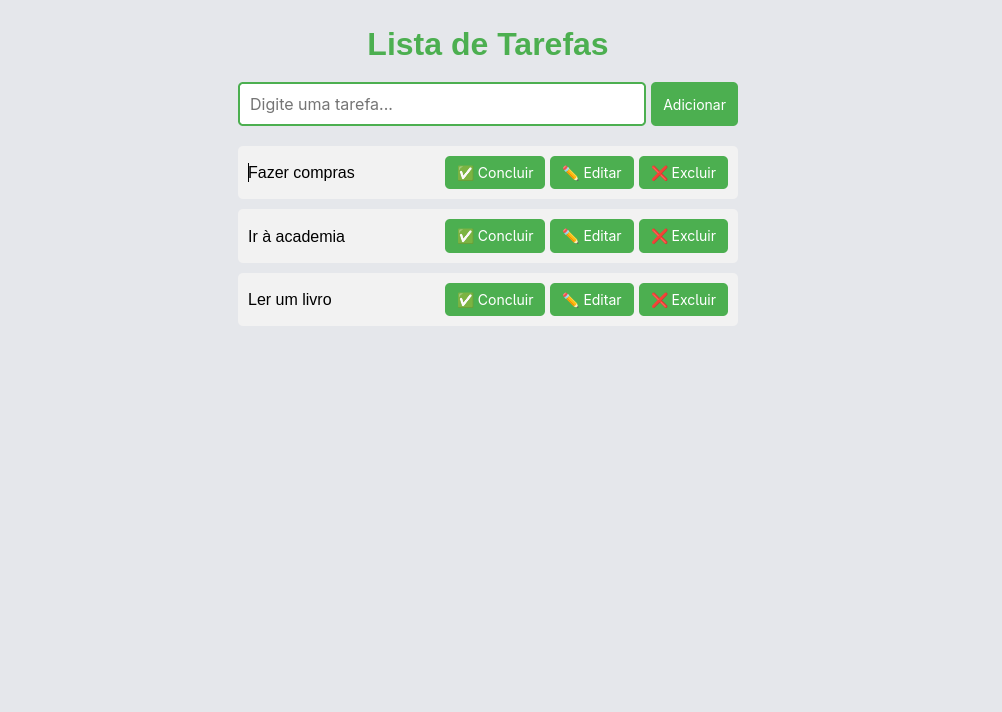 Lista de Tarefas
Digite uma tarefa... Adicionar
Fazer compras ✅ Concluir ✏️ Editar ❌ Excluir
Ir à academia ✅ Concluir ✏️ Editar ❌ Excluir
Ler um livro ✅ Concluir ✏️ Editar ❌ Excluir